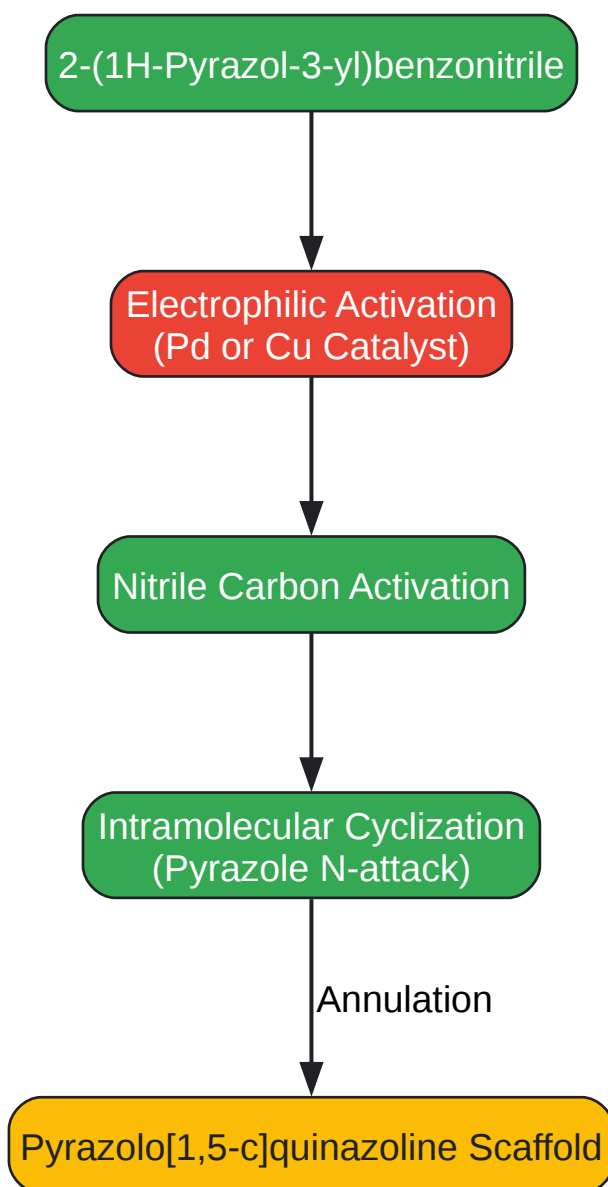 2-(1H-Pyrazol-3-yl)benzonitrile
Electrophilic Activation
(Pd or Cu Catalyst)
Nitrile Carbon Activation
Intramolecular Cyclization
(Pyrazole N-attack)
Annulation
Pyrazolo[1,5-c]quinazoline Scaffold